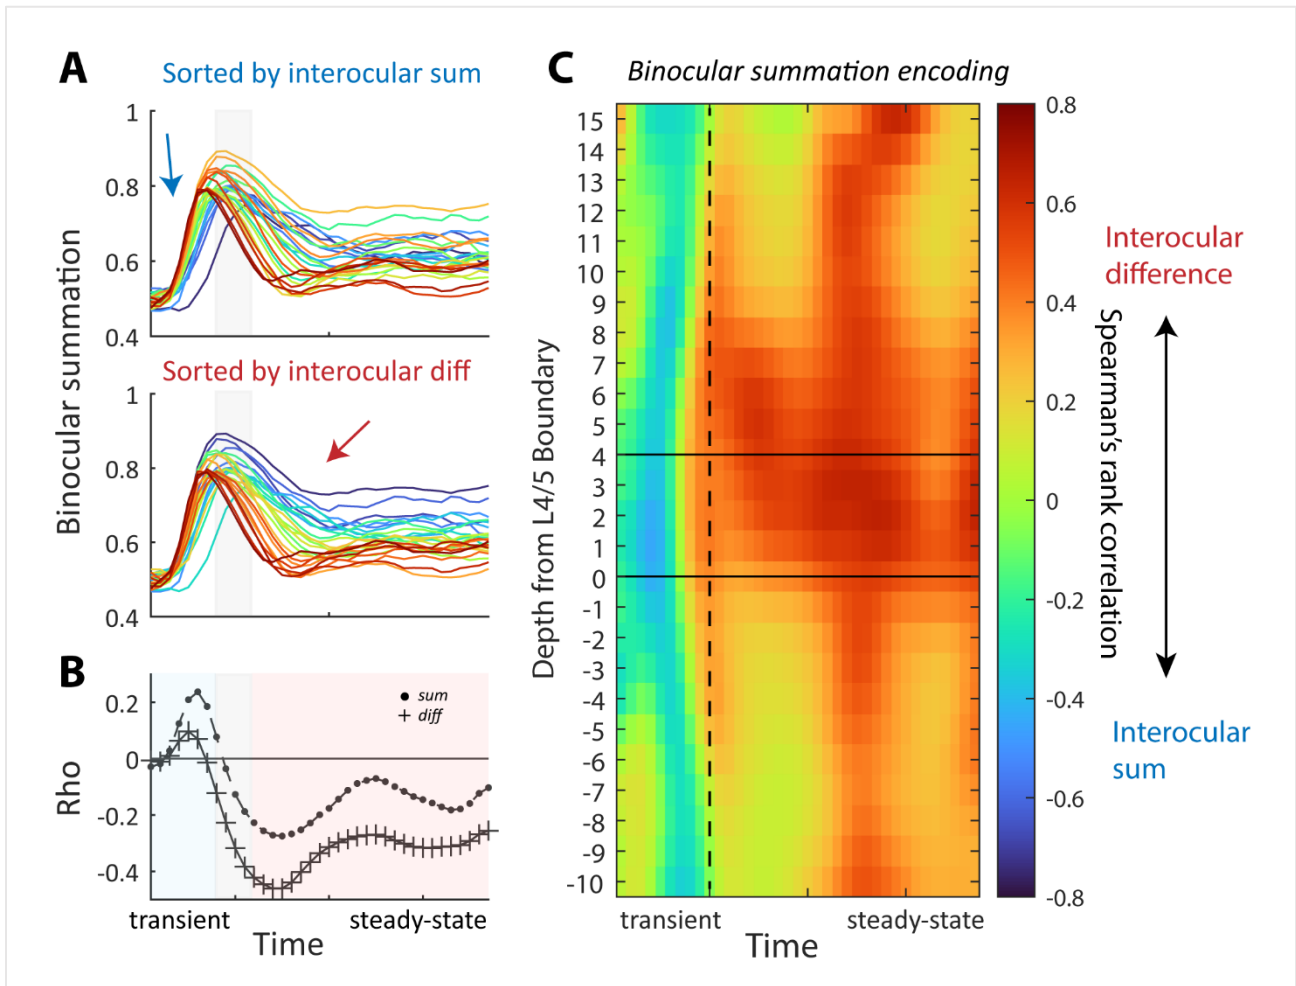 A
Sorted by interocular sum
1
0.8
0.6
0.4
Sorted by interocular diff
1
0.8
0.6
0.4
Binocular summation
B
0.2
0
-0.2
-0.4
Rho
sum
diff
transient
steady-state
Time
C
Binocular summation encoding
15
14
13
12
10
9
8
7
6
5
4
3
2
1
0
-1
-2
-3
-4
-5
-6
-7
-8
-9
-10
Depth from L4/5 Boundary
transient
steady-state
Time
0.8
0.6
0.4
0.2
0
-0.2
-0.4
-0.6
-0.8
Spearman's rank correlation
Interocular
difference
Interocular
sum